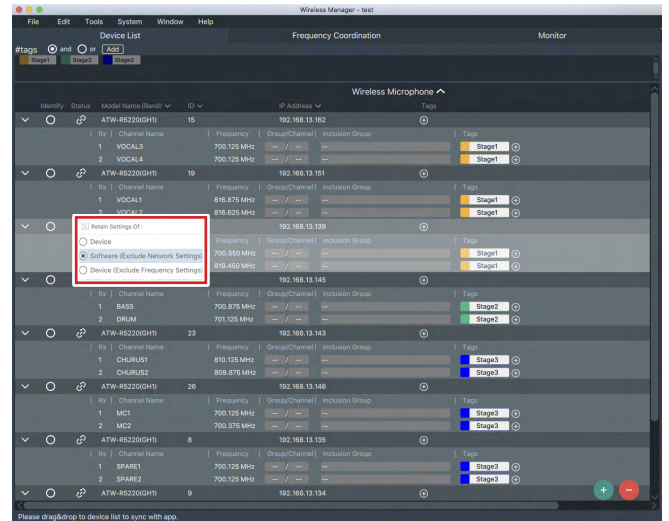 Wireless Manager - test
File Edit Tools System Window Help
Device List Frequency Coordination Monitor
#tags and or Add
Stage1 Stage2 Stage3
Wireless Microphone
Identify Status Model Name (Band) ID IP Address Tags
ATW-R5220(GH1) 15 192.168.13.162
| Rx | Channel Name | Frequency | Group/Channel | Inclusion Group | Tags
1 VOCAL3 700.125 MHz -- / -- -- Stage1
2 VOCAL4 700.125 MHz -- / -- -- Stage1
ATW-R5220(GH1) 19 192.168.13.151
| Rx | Channel Name | Frequency | Group/Channel | Inclusion Group | Tags
1 VOCAL1 816.875 MHz -- / -- -- Stage1
2 VOCAL2 816.625 MHz -- / -- -- Stage1
192.168.13.139
Retain Settings Of :
Device
Software (Exclude Network Settings)
Device (Exclude Frequency Settings)
Frequency | Group/Channel | Inclusion Group | Tags
700.550 MHz -- / -- -- Stage1
819.450 MHz -- / -- -- Stage1
192.168.13.145
| Rx | Channel Name | Frequency | Group/Channel | Inclusion Group | Tags
1 BASS 700.875 MHz -- / -- -- Stage2
2 DRUM 701.125 MHz -- / -- -- Stage2
ATW-R5220(GH1) 23 192.168.13.143
| Rx | Channel Name | Frequency | Group/Channel | Inclusion Group | Tags
1 CHURUS1 810.125 MHz -- / -- -- Stage3
2 CHURUS2 809.875 MHz -- / -- -- Stage3
ATW-R5220(GH1) 26 192.168.13.146
| Rx | Channel Name | Frequency | Group/Channel | Inclusion Group | Tags
1 MC1 700.125 MHz -- / -- -- Stage3
2 MC2 700.375 MHz -- / -- -- Stage3
ATW-R5220(GH1) 8 192.168.13.135
| Rx | Channel Name | Frequency | Group/Channel | Inclusion Group | Tags
1 SPARE1 700.125 MHz -- / -- -- Stage3
2 SPARE2 700.125 MHz -- / -- -- Stage3
ATW-R5220(GH1) 9 192.168.13.134
Please drag&drop to device list to sync with app.